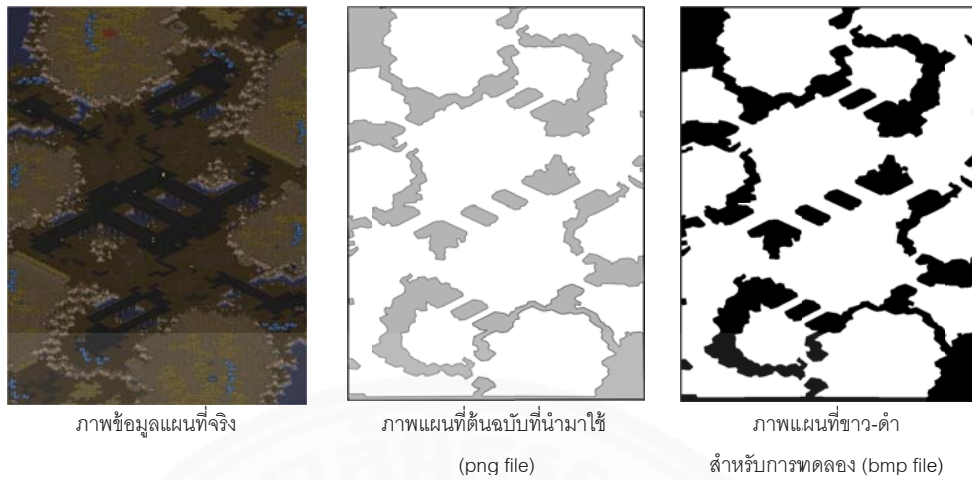 ภาพข้อมูลแผนที่จริง
ภาพแผนที่ต้นฉบับที่นำมาใช้
(png file)
ภาพแผนที่ขาว-ดำ
สำหรับการทดลอง (bmp file)